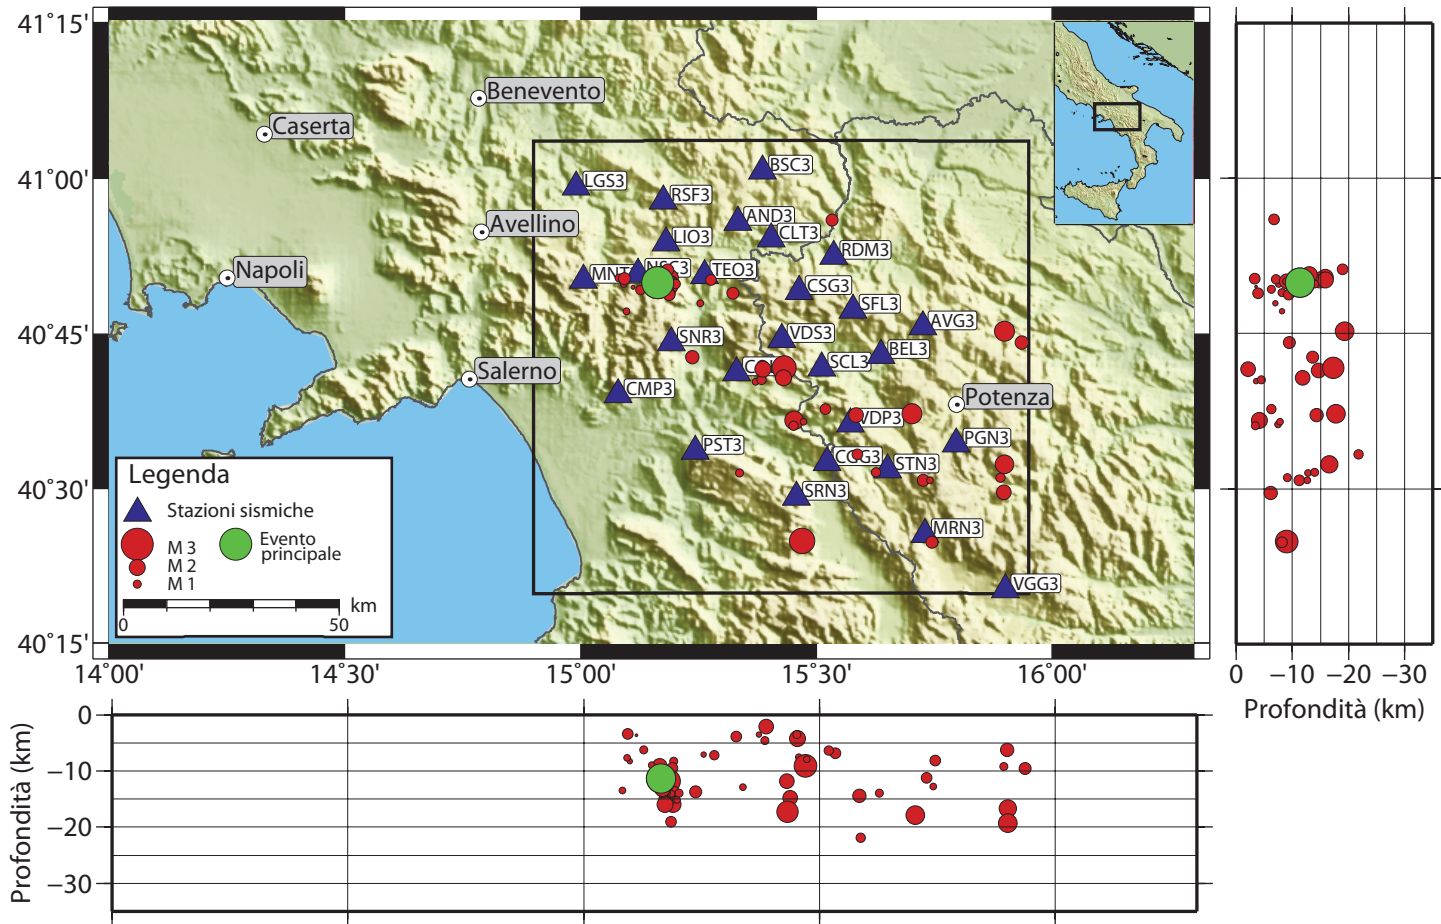 41°15'
41°00'
40°45'
40°30'
40°15'
14°00'
14°30'
15°00'
15°30'
16°00'
Benevento
Caserta
Avellino
Napoli
Salerno
Potenza
BSC3
LGS3
RSF3
AND3
CLT3
LIO3
RDM3
NSC3
TEO3
MNT
CSG3
SFL3
AVG3
SNR3
VDS3
BEL3
SCL3
CMP3
VDP3
PGN3
PST3
CGG3
STN3
SRN3
MRN3
VGG3
Legenda
Stazioni sismiche
M 3
M 2
M 1
Evento
principale
0
50
km
0
−10
−20
−30
Profondità (km)
0
−10
−20
−30
Profondità (km)